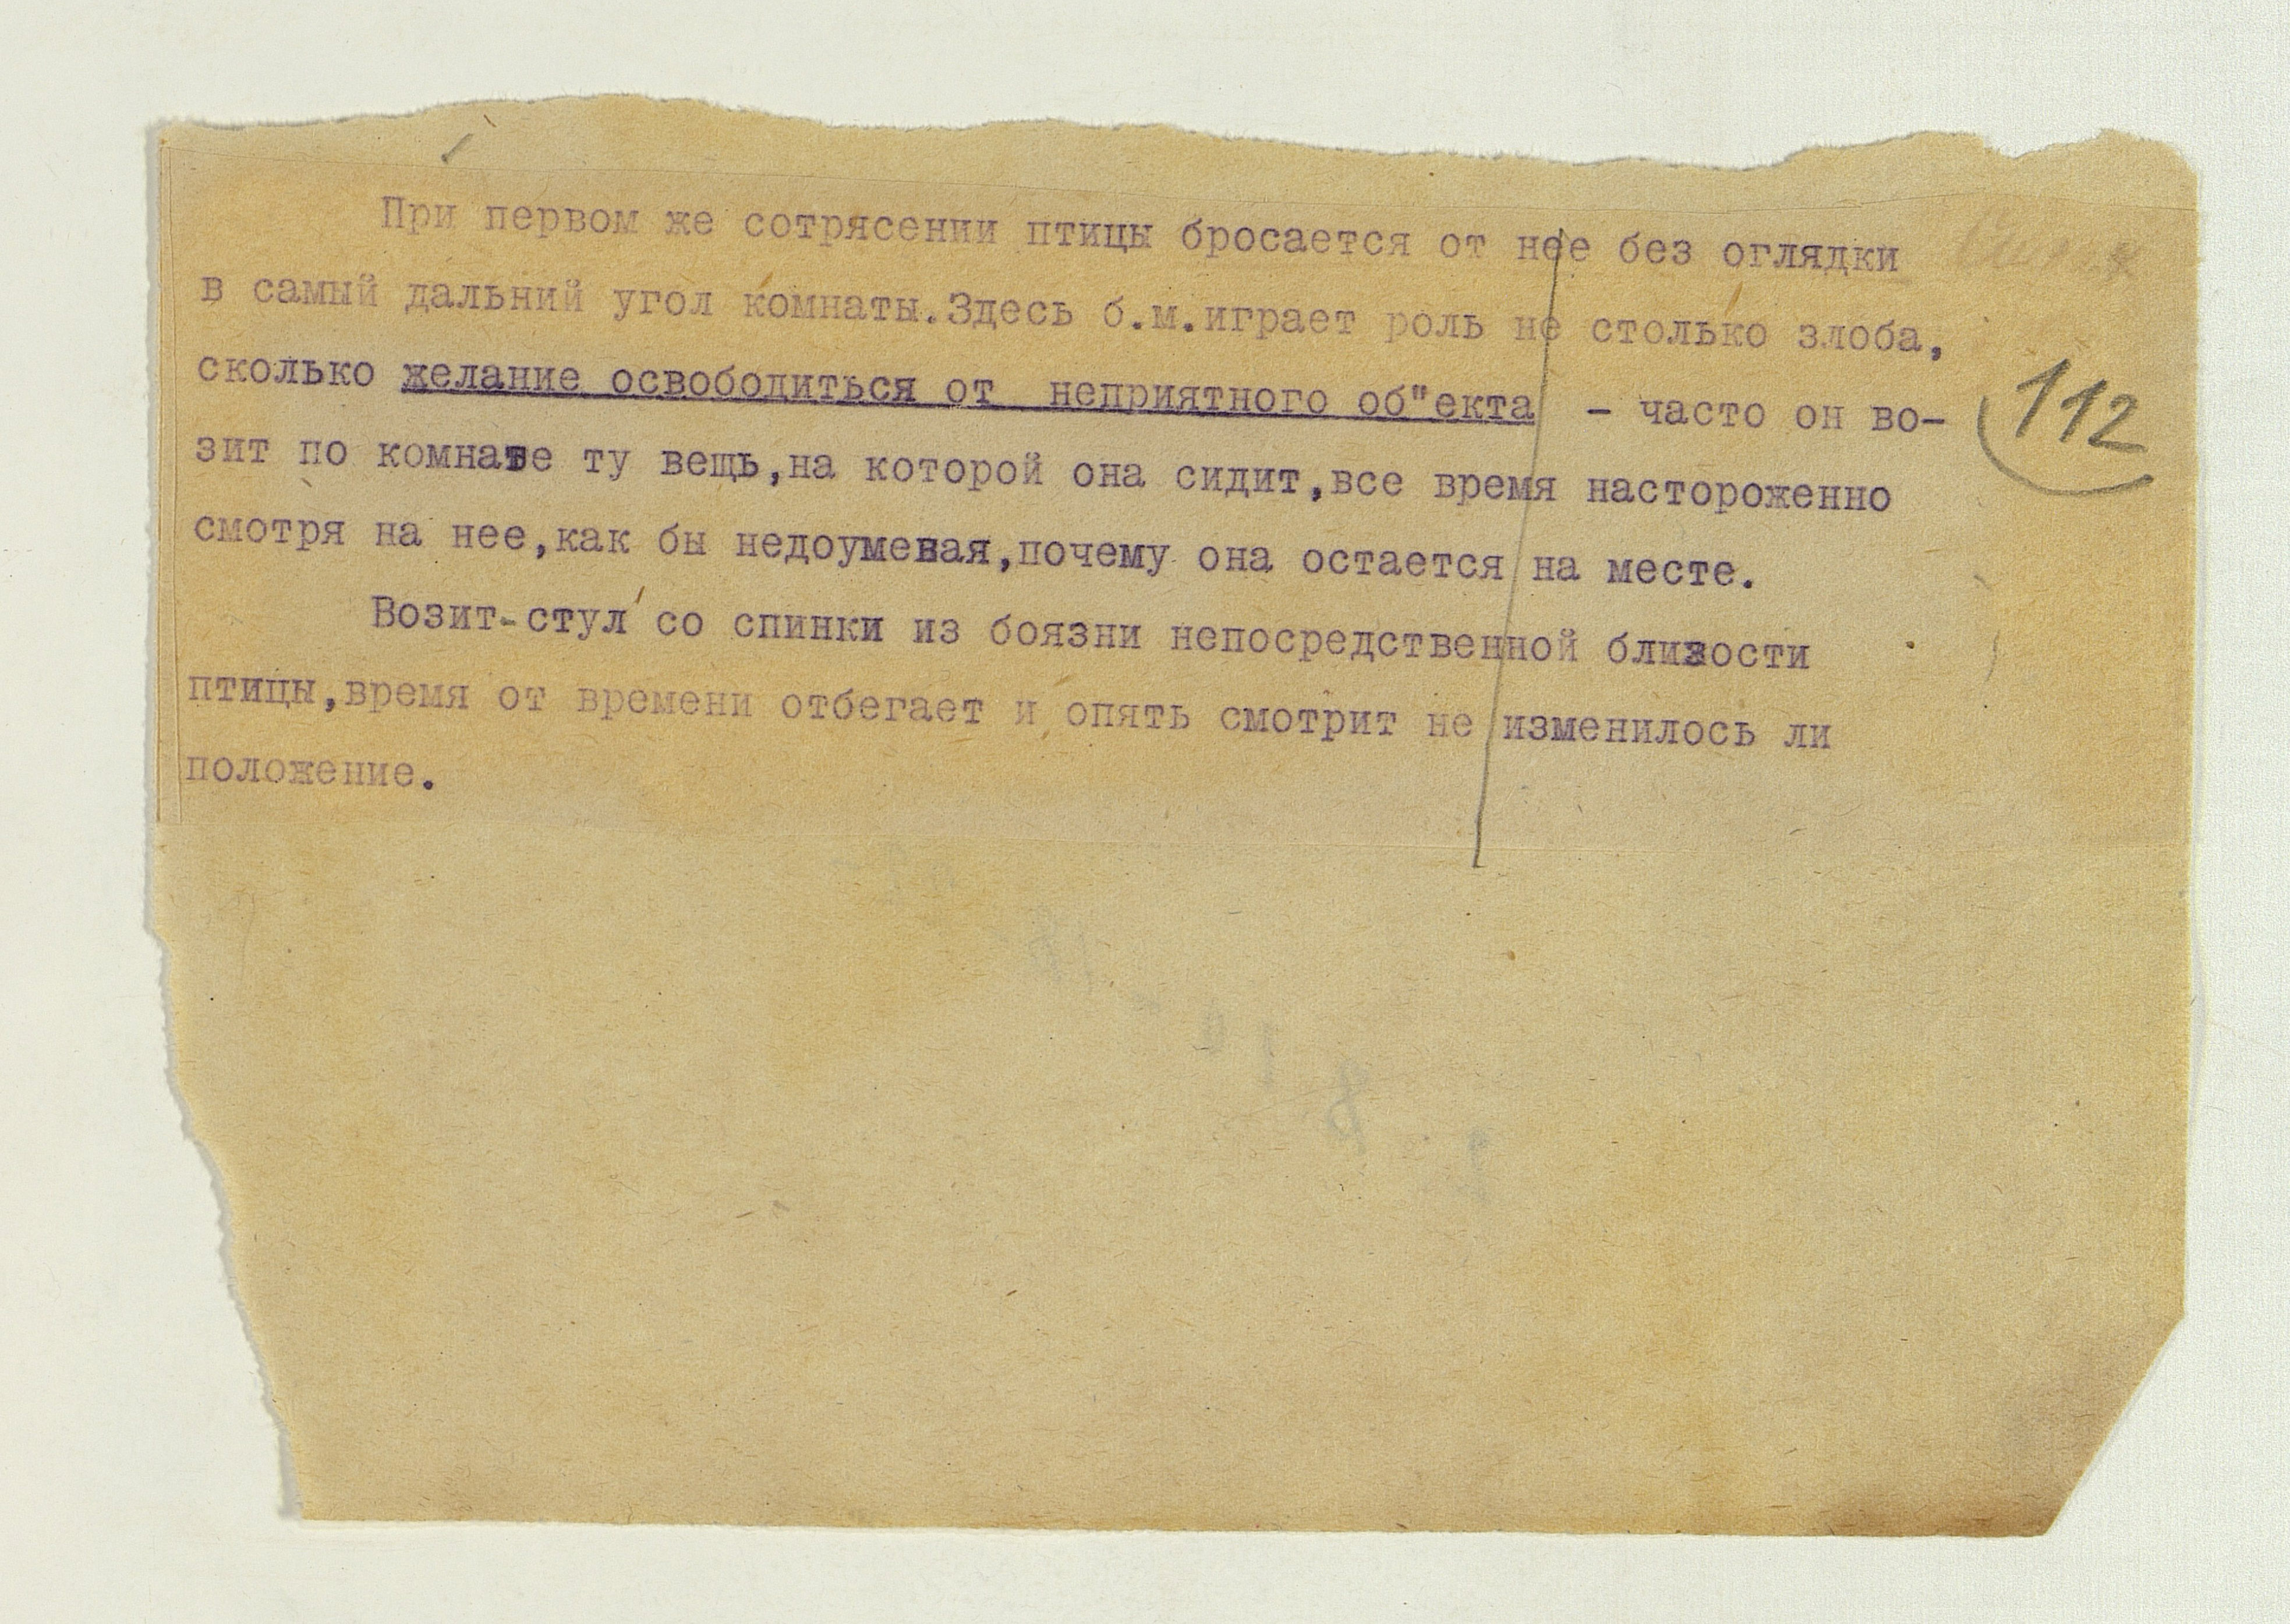 При первом же сотрясении птицы бросается от нее без оглядки
в самый дальний угол комнаты.Здесь б.м.играет роль не столько злоба,
сколько желание освободиться от неприятного об"екта - часто он во-
112
зит по комнате ту вещь,на которой она сидит,все время настороженно
смотря на нее,как бы недоумевая,почему она остается на месте.
Возит-стул со спинки из боязни непосредственной близости
птицы,время от времени отбегает и опять смотрит не изменилось ли
положение.